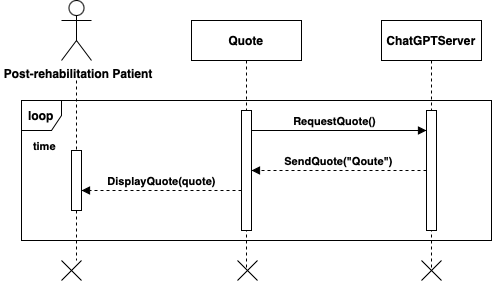 Quote
ChatGPTServer
Post-rehabilitation Patient
loop
RequestQuote()
time
SendQuote("Qoute")
DisplayQuote(quote)